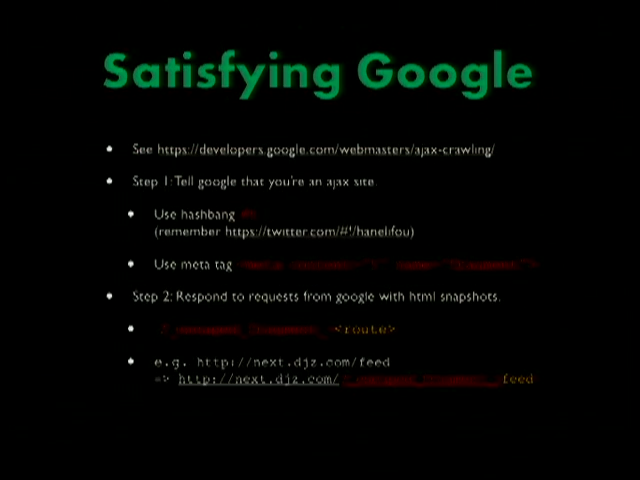 Satisfying Google
• See https://developers.google.com/webmasters/ajax-crawling/
• Step 1: Tell google that you're an ajax site.
• Use hashbang
(remember https://twitter.com/#!/hanelifou)
• Use meta tag
• Step 2: Respond to requests from google with html snapshots.
• <route>
• e.g. http://next.djz.com/feed
=> http://next.djz.com/ feed